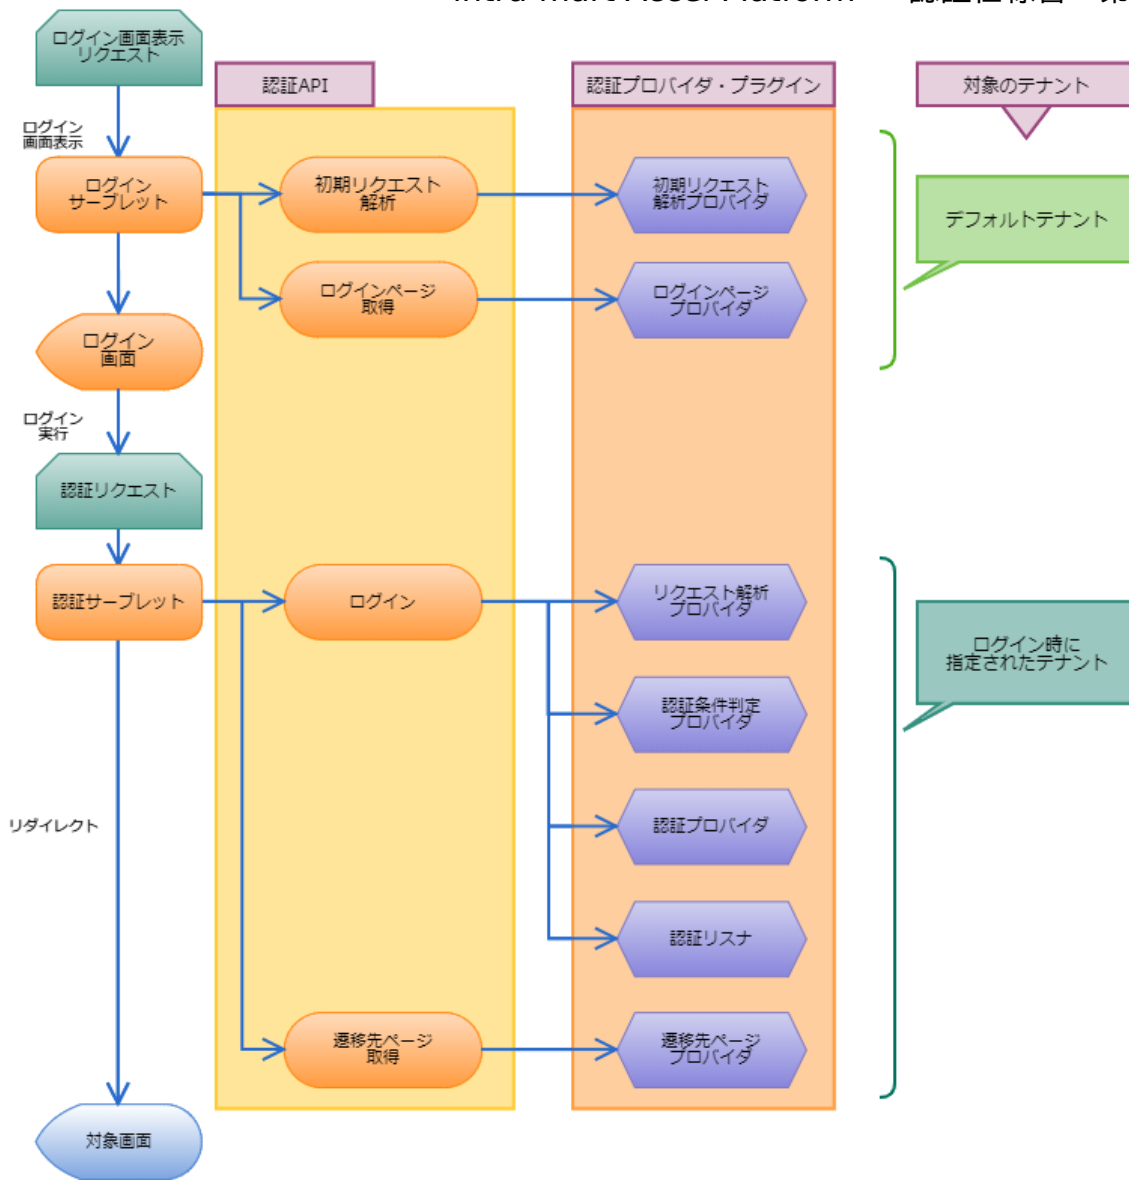 ログイン画面表示
リクエスト
認証API
認証プロバイダ・プラグイン
対象のテナント
ログイン
画面表示
ログイン
サーブレット
初期リクエスト
解析
初期リクエスト
解析プロバイダ
デフォルトテナント
ログインページ
取得
ログインページ
プロバイダ
ログイン
画面
ログイン
実行
認証リクエスト
認証サーブレット
ログイン
リクエスト解析
プロバイダ
ログイン時に
指定されたテナント
認証条件判定
プロバイダ
リダイレクト
認証プロバイダ
認証リスナ
遷移先ページ
取得
遷移先ページ
プロバイダ
対象画面